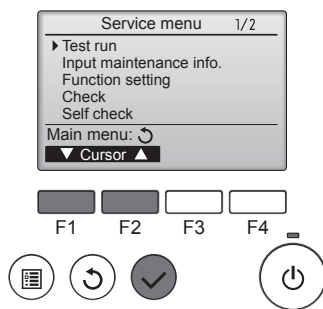 Service menu 1/2
Test run
Input maintenance info.
Function setting
Check
Self check
Main menu:
Cursor
F1 F2 F3 F4